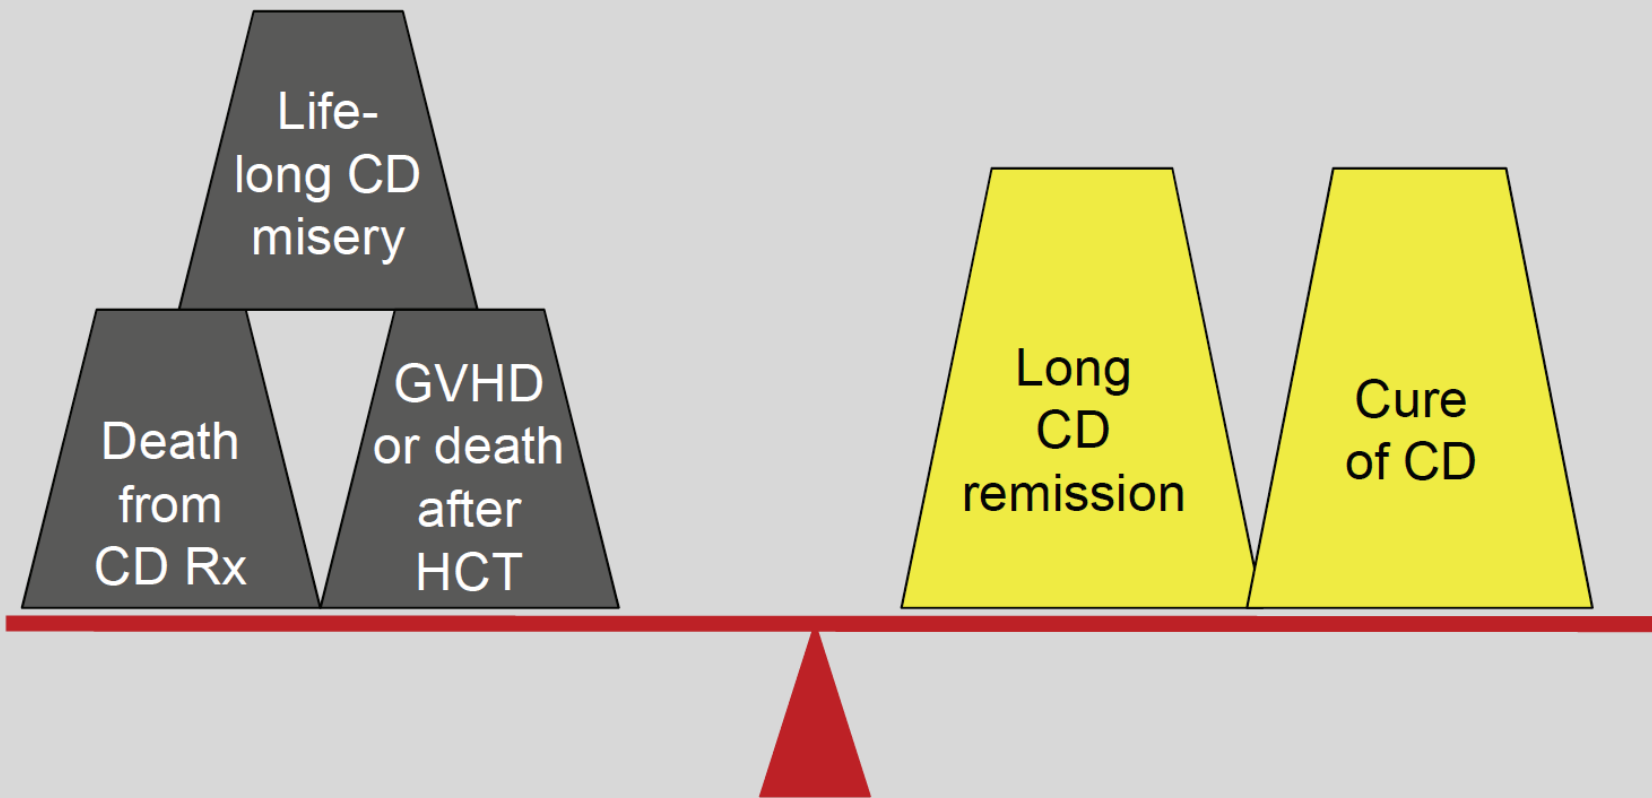 Life-
long CD
misery
Death
from
CD Rx
GVHD
or death
after
HCT
Long
CD
remission
Cure
of CD